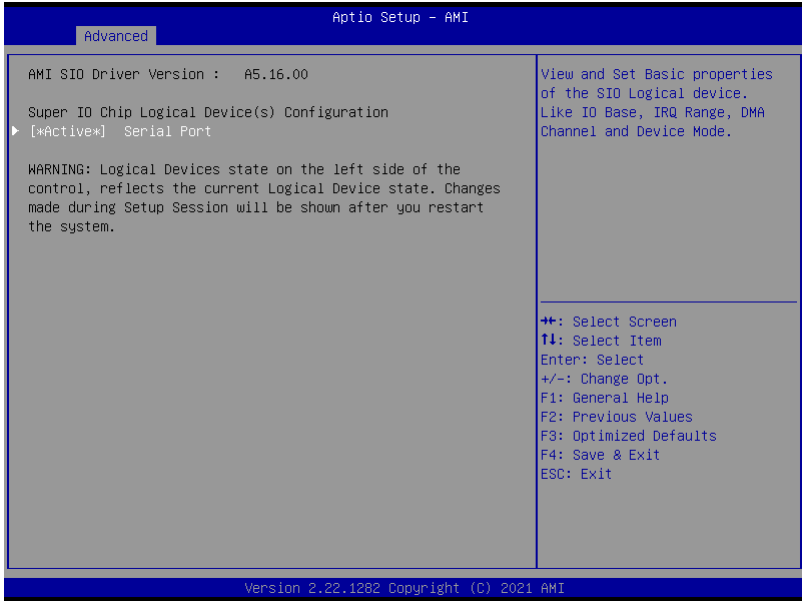 Aptio Setup - AMI
Advanced
AMI SIO Driver Version : A5.16.00
Super IO Chip Logical Device(s) Configuration
[*Active*] Serial Port
WARNING: Logical Devices state on the left side of the
control, reflects the current Logical Device state. Changes
made during Setup Session will be shown after you restart
the system.
View and Set Basic properties
of the SIO Logical device.
Like IO Base, IRQ Range, DMA
Channel and Device Mode.
→←: Select Screen
↑↓: Select Item
Enter: Select
+/-: Change Opt.
F1: General Help
F2: Previous Values
F3: Optimized Defaults
F4: Save & Exit
ESC: Exit
Version 2.22.1282 Copyright (C) 2021 AMI